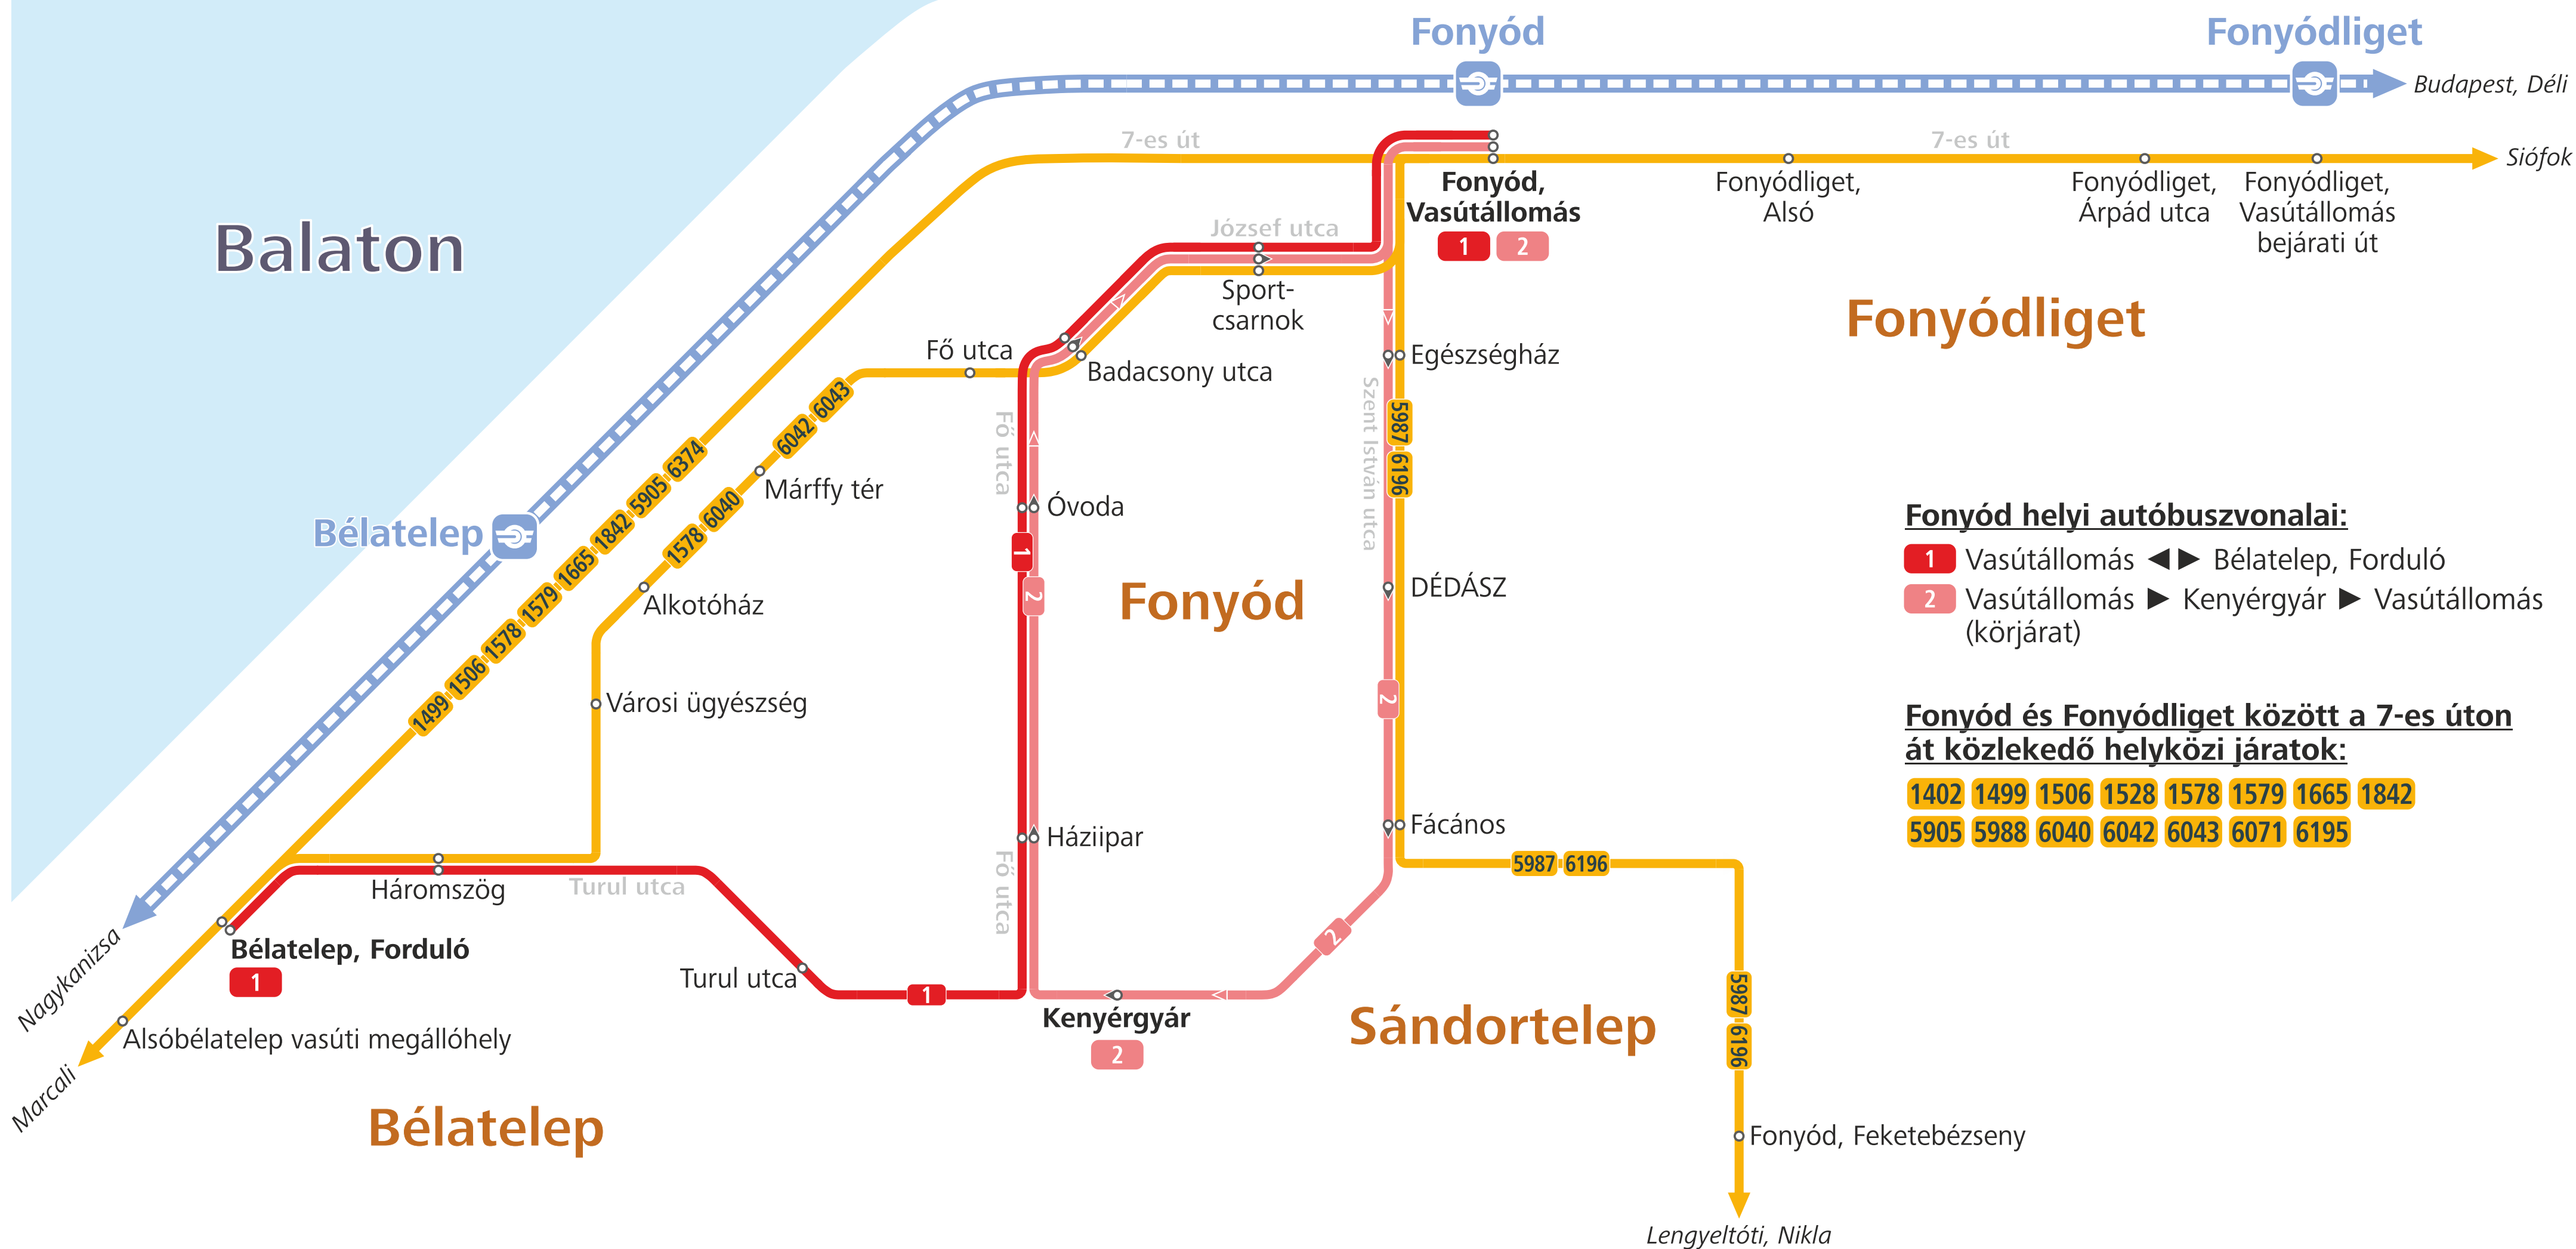 Fonyód
Fonyódliget
Budapest, Déli
7-es út
7-es út
Siófok
Fonyód,
Vasútállomás
1 2
Fonyódliget,
Alsó
Fonyódliget,
Árpád utca
Fonyódliget,
Vasútállomás
bejárati út
Balaton
József utca
Sport-
csarnok
Fonyódliget
Fő utca
Badacsony utca
Egészségház
6042 6043
Márffy tér
1578 6040
Alkotóház
Városi ügyészség
1499 1506 1578 1579 1665 1842 5905 6374
Bélatelep
Fő utca
Óvoda
1
2
Szent István utca
5987 6196
DÉDÁSZ
Fonyód
2
Háziipar
Fő utca
Fácános
5987 6196
Fonyód helyi autóbuszvonalai:
1 Vasútállomás ◀ ▶ Bélatelep, Forduló
2 Vasútállomás ▶ Kenyérgyár ▶ Vasútállomás
(körjárat)
Fonyód és Fonyódliget között a 7-es úton
át közlekedő helyközi járatok:
1402 1499 1506 1528 1578 1579 1665 1842
5905 5988 6040 6042 6043 6071 6195
Háromszög
Turul utca
Nagykanizsa
Bélatelep, Forduló
1
Turul utca
1
2
Kenyérgyár
2
Sándortelep
5987 6196
Alsóbélatelep vasúti megállóhely
Marcali
Bélatelep
Fonyód, Feketebézseny
Lengyeltóti, Nikla